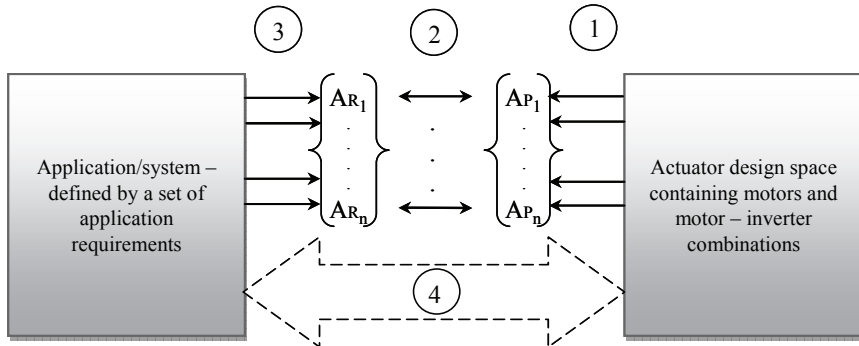 3
2
1
AR1
AP1
Application/system –
defined by a set of
application
requirements
Actuator design space
containing motors and
motor – inverter
combinations
ARn
APn
4